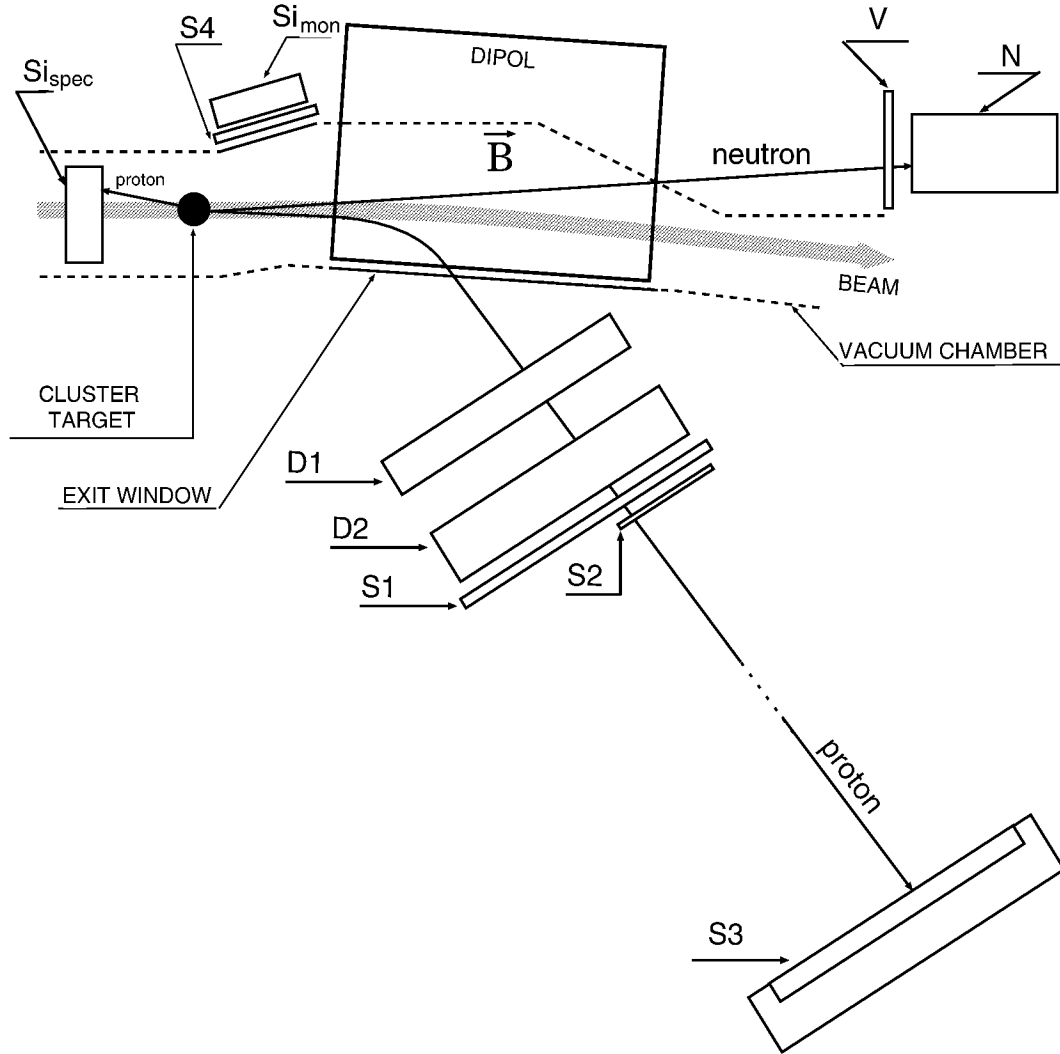 Si_mon
S4
V
DIPOL
N
Si_spec
B
neutron
proton
BEAM
VACUUM CHAMBER
CLUSTER
TARGET
D1
EXIT WINDOW
D2
S2
S1
proton
S3